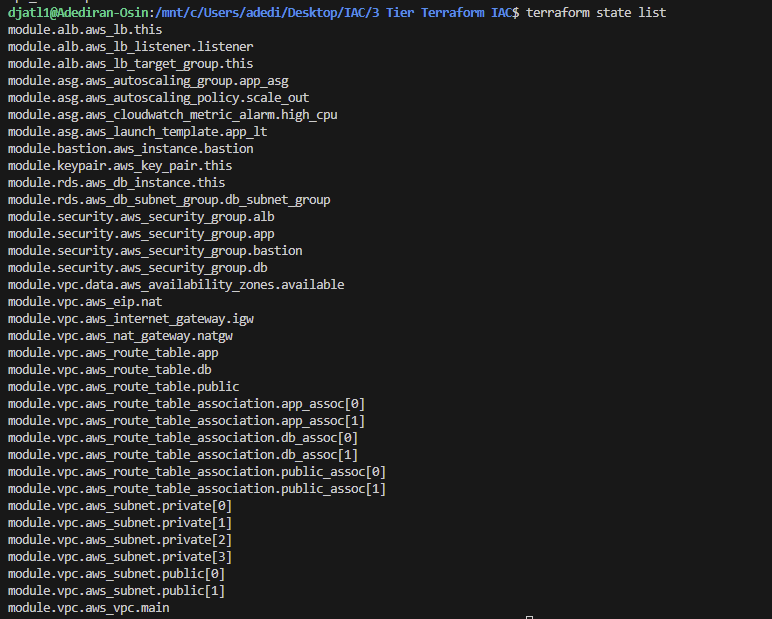 djatl1@Adediran-Osin:/mnt/c/Users/adedi/Desktop/IAC/3 Tier Terraform IAC$ terraform state list
module.alb.aws_lb.this
module.alb.aws_lb_listener.listener
module.alb.aws_lb_target_group.this
module.asg.aws_autoscaling_group.app_asg
module.asg.aws_autoscaling_policy.scale_out
module.asg.aws_cloudwatch_metric_alarm.high_cpu
module.asg.aws_launch_template.app_lt
module.bastion.aws_instance.bastion
module.keypair.aws_key_pair.this
module.rds.aws_db_instance.this
module.rds.aws_db_subnet_group.db_subnet_group
module.security.aws_security_group.alb
module.security.aws_security_group.app
module.security.aws_security_group.bastion
module.security.aws_security_group.db
module.vpc.data.aws_availability_zones.available
module.vpc.aws_eip.nat
module.vpc.aws_internet_gateway.igw
module.vpc.aws_nat_gateway.natgw
module.vpc.aws_route_table.app
module.vpc.aws_route_table.db
module.vpc.aws_route_table.public
module.vpc.aws_route_table_association.app_assoc[0]
module.vpc.aws_route_table_association.app_assoc[1]
module.vpc.aws_route_table_association.db_assoc[0]
module.vpc.aws_route_table_association.db_assoc[1]
module.vpc.aws_route_table_association.public_assoc[0]
module.vpc.aws_route_table_association.public_assoc[1]
module.vpc.aws_subnet.private[0]
module.vpc.aws_subnet.private[1]
module.vpc.aws_subnet.private[2]
module.vpc.aws_subnet.private[3]
module.vpc.aws_subnet.public[0]
module.vpc.aws_subnet.public[1]
module.vpc.aws_vpc.main